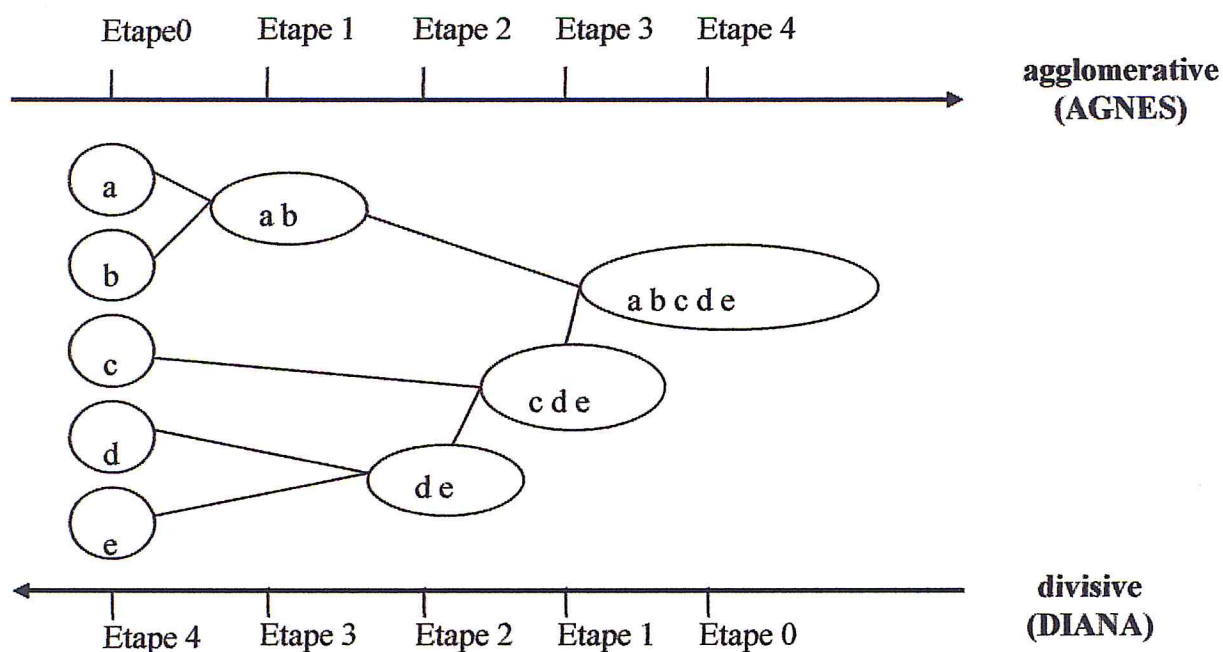 Etape0 Etape 1 Etape 2 Etape 3 Etape 4
agglomerative
(AGNES)
a
a b
b
a b c d e
c
c d e
d
d e
e
divisive
(DIANA)
Etape 4 Etape 3 Etape 2 Etape 1 Etape 0